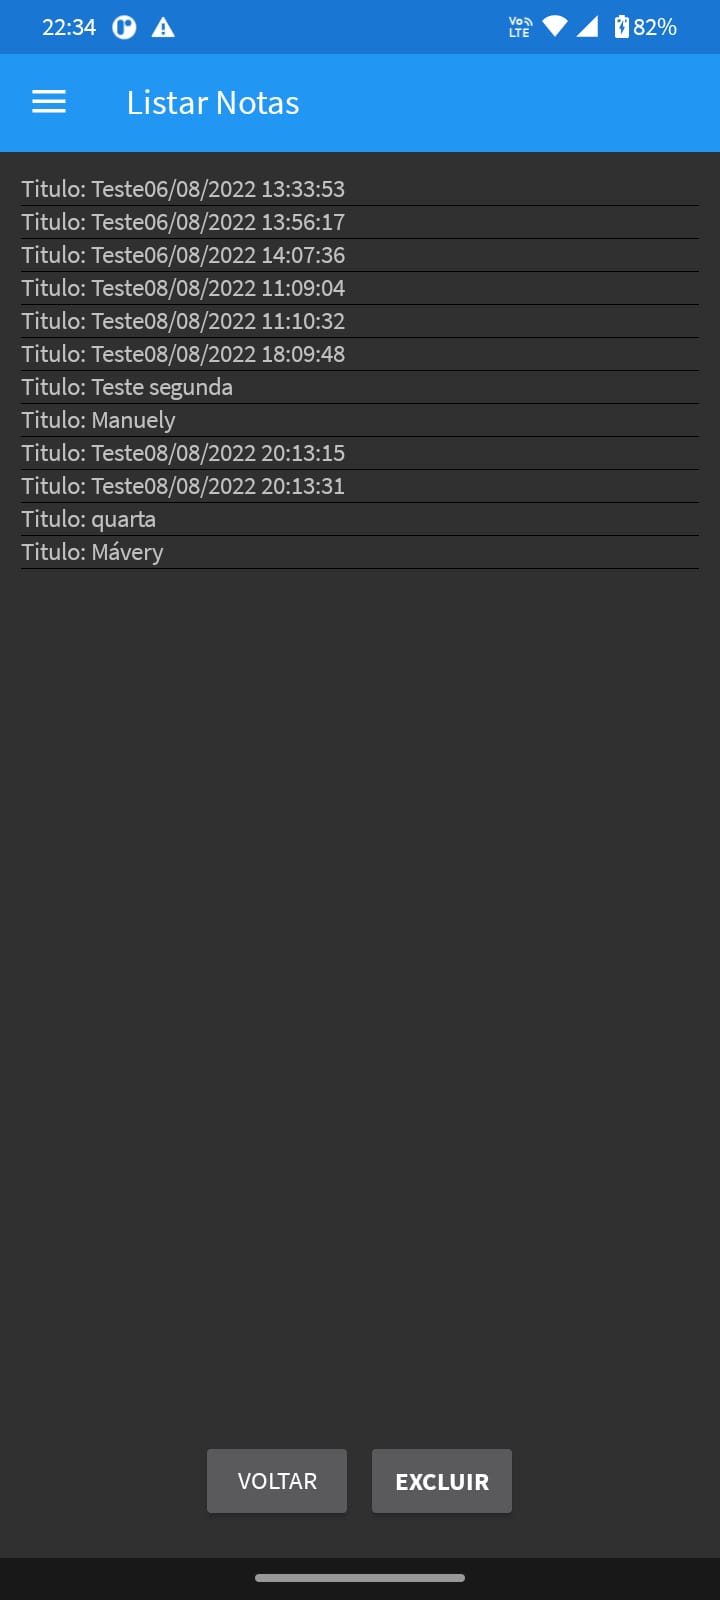 22:34 Vo LTE 82%
Listar Notas
Titulo: Teste06/08/2022 13:33:53
Titulo: Teste06/08/2022 13:56:17
Titulo: Teste06/08/2022 14:07:36
Titulo: Teste08/08/2022 11:09:04
Titulo: Teste08/08/2022 11:10:32
Titulo: Teste08/08/2022 18:09:48
Titulo: Teste segunda
Titulo: Manuely
Titulo: Teste08/08/2022 20:13:15
Titulo: Teste08/08/2022 20:13:31
Titulo: quarta
Titulo: Mávery
VOLTAR EXCLUIR